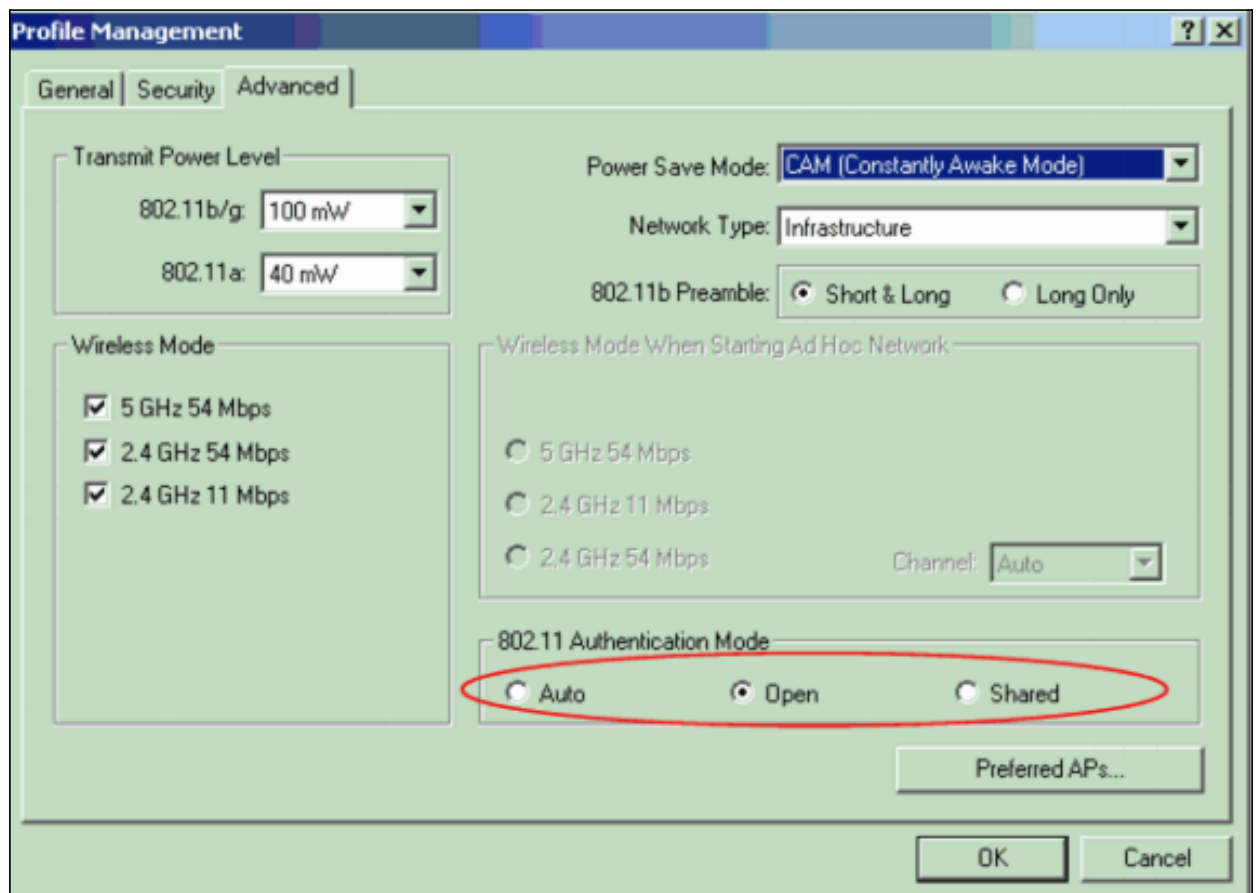 Profile Management
General Security Advanced
Transmit Power Level
802.11b/g: 100 mW
802.11a: 40 mW
Power Save Mode: CAM (Constantly Awake Mode)
Network Type: Infrastructure
802.11b Preamble: Short & Long Long Only
Wireless Mode
5 GHz 54 Mbps
2.4 GHz 54 Mbps
2.4 GHz 11 Mbps
Wireless Mode When Starting Ad Hoc Network
5 GHz 54 Mbps
2.4 GHz 11 Mbps
2.4 GHz 54 Mbps Channel: Auto
802.11 Authentication Mode
Auto Open Shared
Preferred APs...
OK Cancel